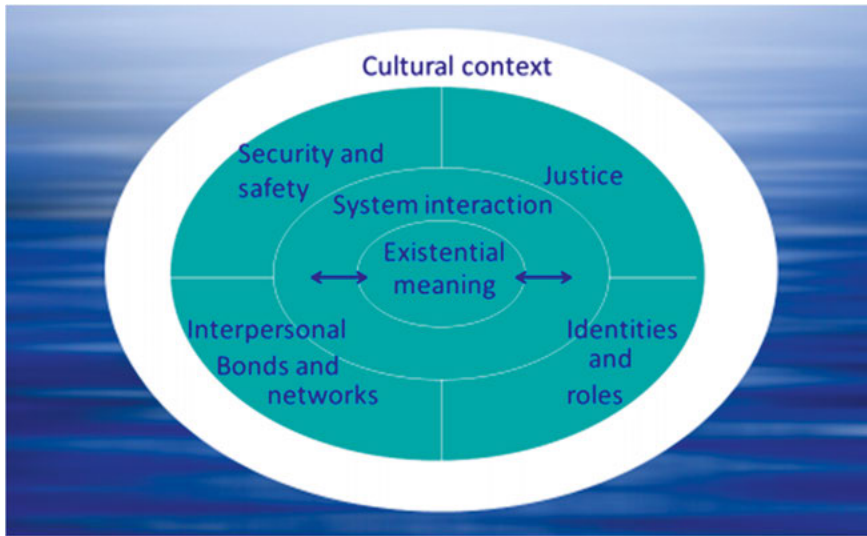 Cultural context
Security and
safety
Justice
System interaction
Existential
meaning
Interpersonal
Bonds and
networks
Identities
and
roles